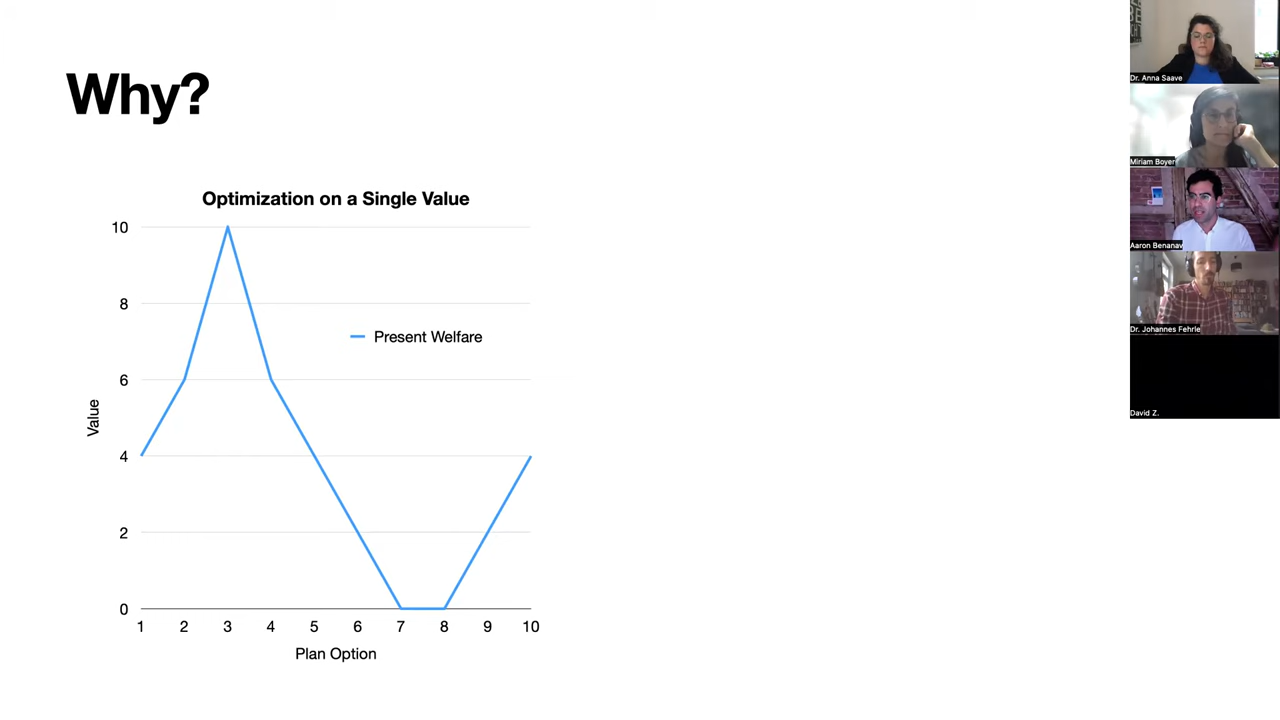 Why?
Optimization on a Single Value
10
8
6
4
2
0
Value
Present Welfare
1 2 3 4 5 6 7 8 9 10
Plan Option
Dr. Anna Saave
Miriam Boyer
Aaron Benanav
Dr. Johannes Fehrle
David Z.